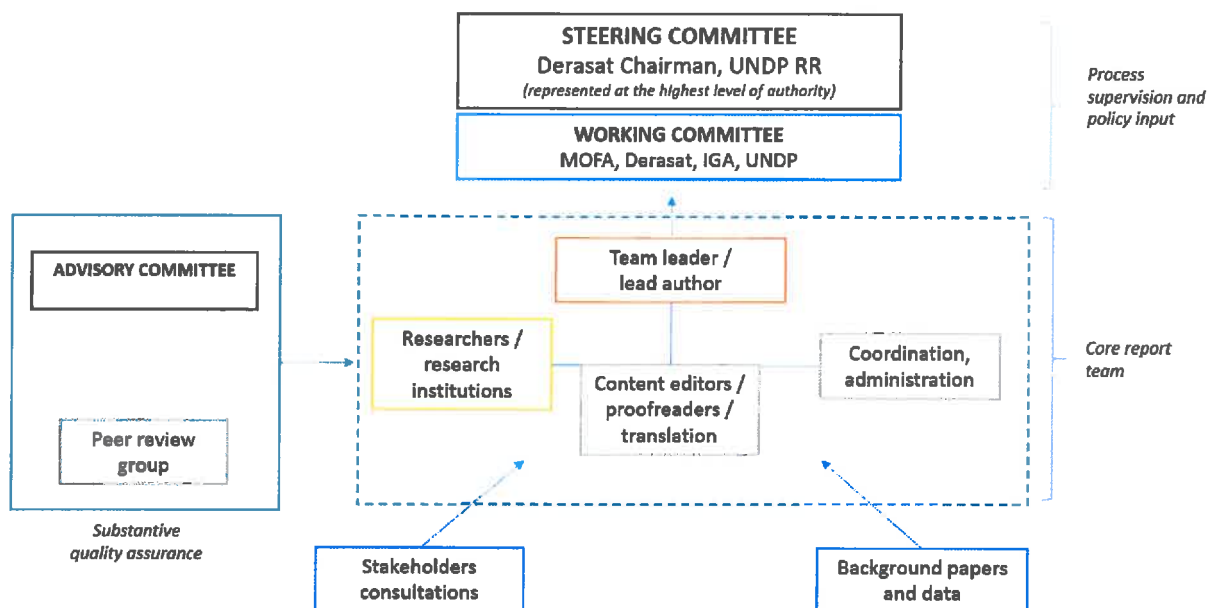 STEERING COMMITTEE
Derasat Chairman, UNDP RR
(represented at the highest level of authority)
WORKING COMMITTEE
MOFA, Derasat, IGA, UNDP
Process
supervision and
policy input
ADVISORY COMMITTEE
Peer review
group
Substantive
quality assurance
Team leader /
lead author
Researchers /
research
institutions
Content editors /
proofreaders /
translation
Coordination,
administration
Core report
team
Stakeholders
consultations
Background papers
and data